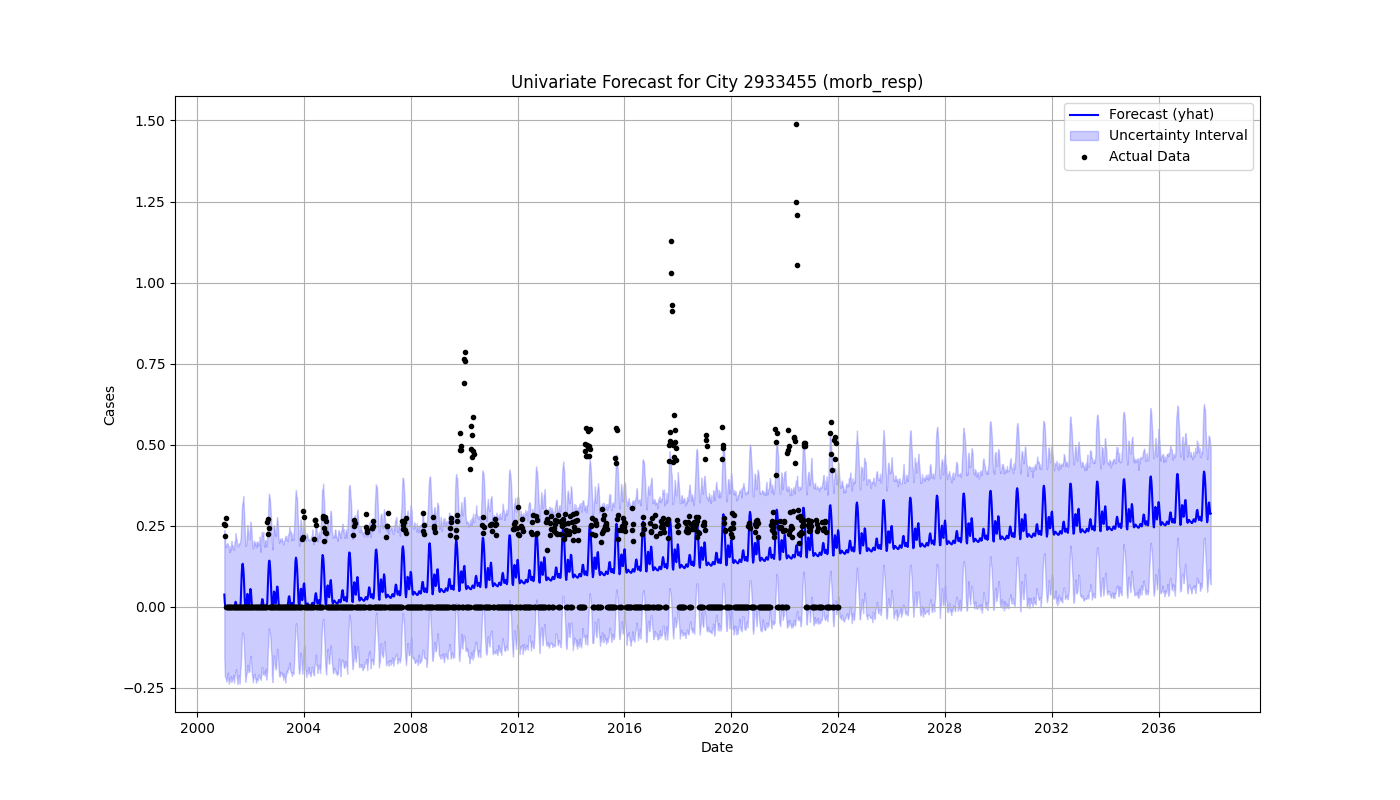 Univariate Forecast for City 2933455 (morb_resp)
Forecast (yhat)
Uncertainty Interval
Actual Data
1.50
1.25
1.00
0.75
0.50
0.25
0.00
−0.25
Cases
2000 2004 2008 2012 2016 2020 2024 2028 2032 2036
Date